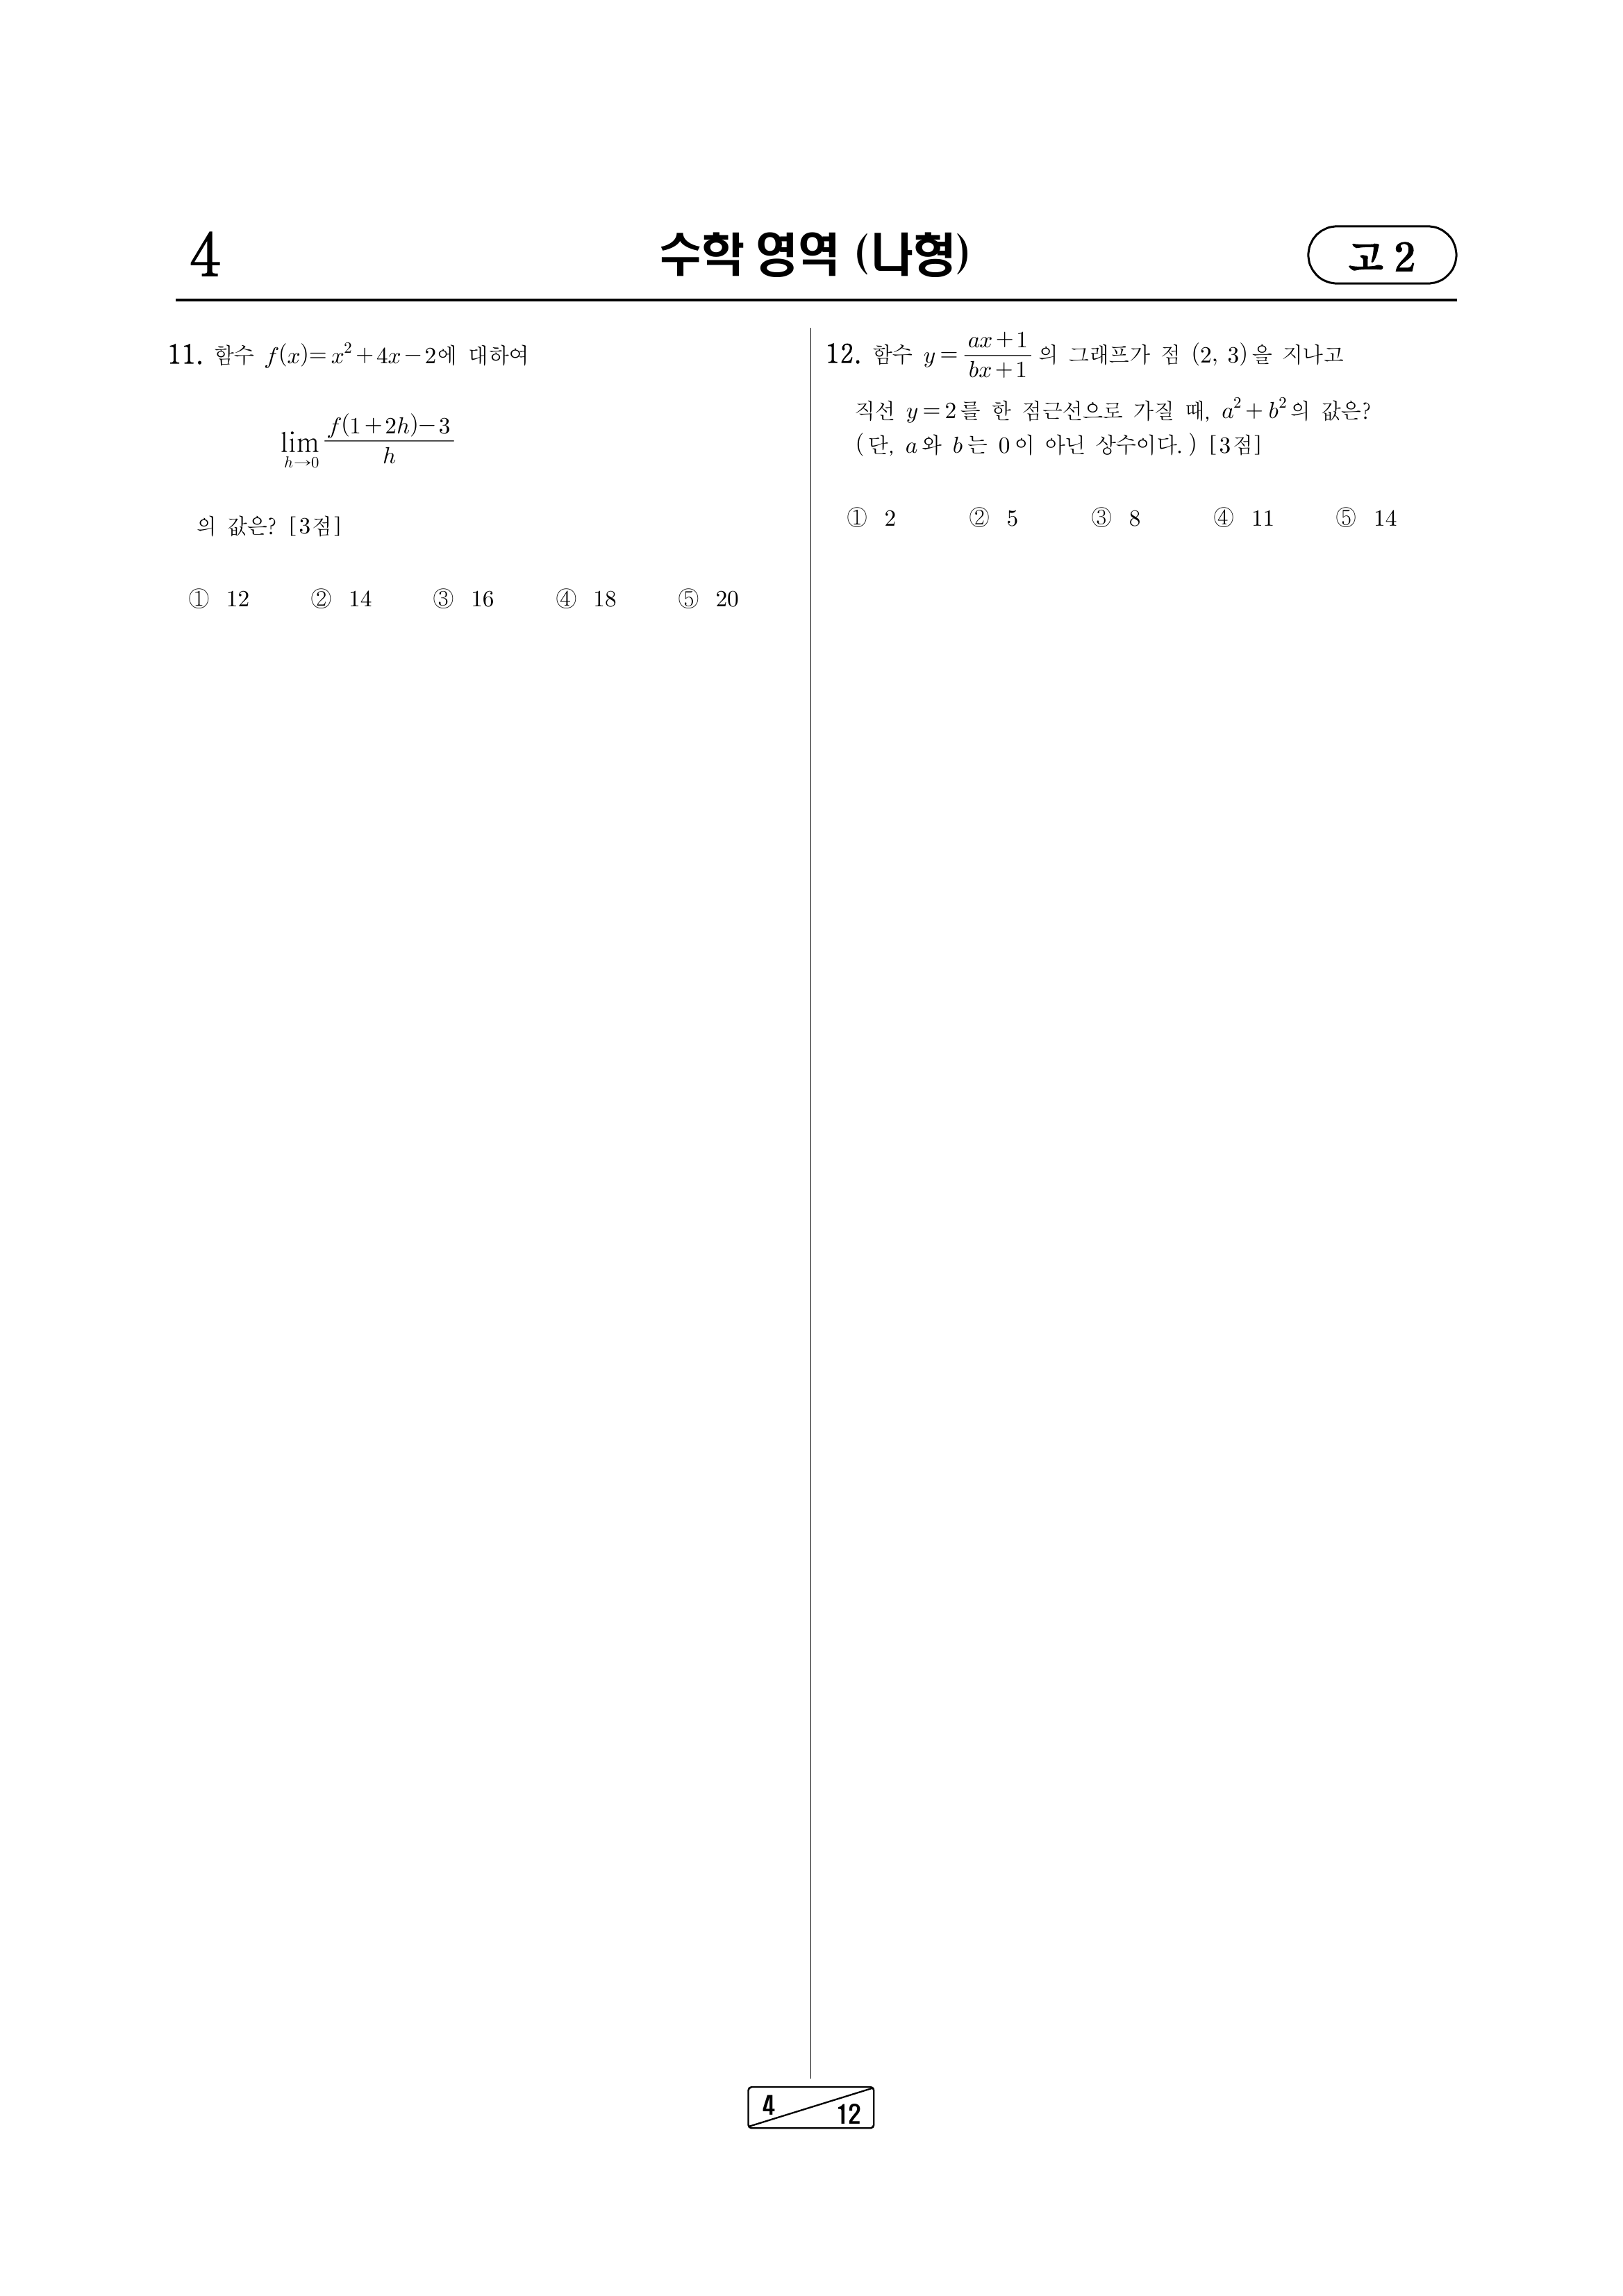 4
수학 영역 (나형)
고 2
11. 함수 f(x)=x²+4x-2에 대하여
lim_{h→0} \frac{f(1+2h)-3}{h}
의 값은? [3점]
① 12 ② 14 ③ 16 ④ 18 ⑤ 20
12. 함수 y=\frac{ax+1}{bx+1}의 그래프가 점 (2, 3)을 지나고
직선 y=2를 한 점근선으로 가질 때, a²+b²의 값은?
(단, a와 b는 0이 아닌 상수이다.) [3점]
① 2 ② 5 ③ 8 ④ 11 ⑤ 14
4
12